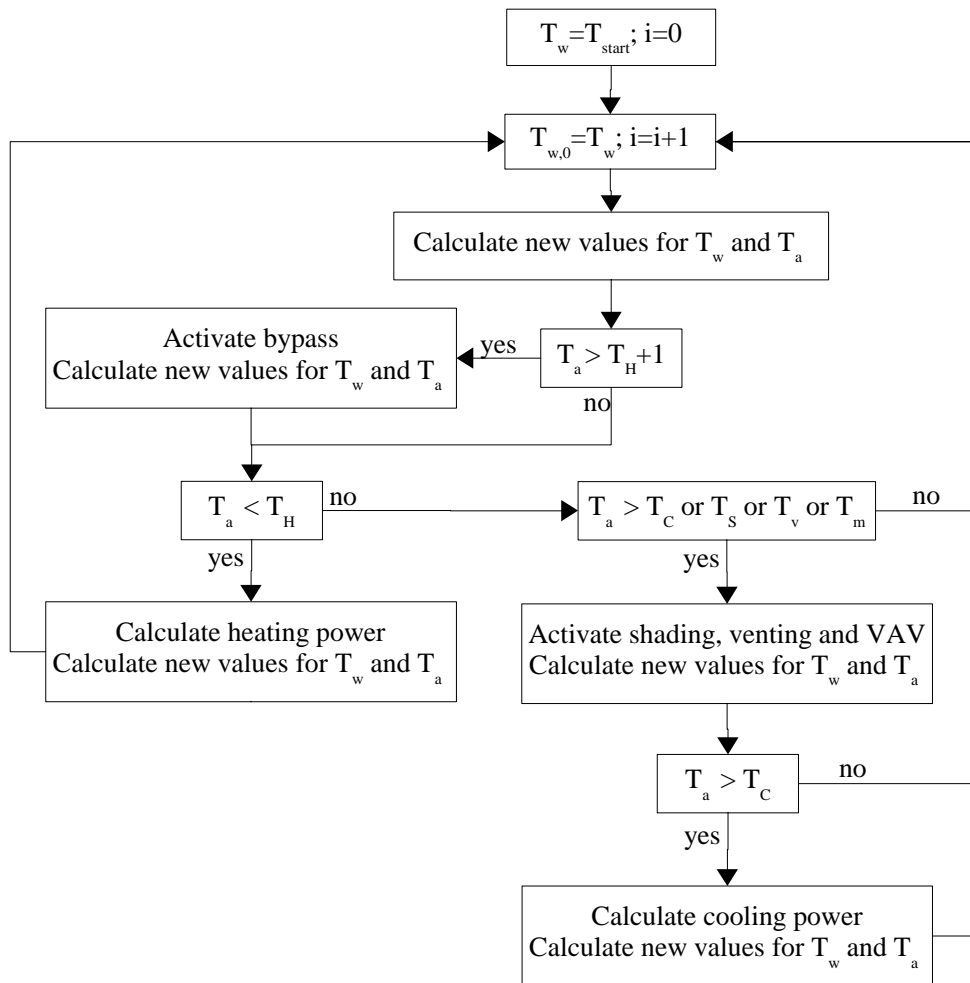 T_w=T_start; i=0
T_w,0=T_w; i=i+1
Calculate new values for T_w and T_a
Activate bypass
Calculate new values for T_w and T_a
yes
T_a > T_H+1
no
T_a < T_H
no
T_a > T_C or T_S or T_v or T_m
no
yes
yes
Calculate heating power
Calculate new values for T_w and T_a
Activate shading, venting and VAV
Calculate new values for T_w and T_a
T_a > T_C
no
yes
Calculate cooling power
Calculate new values for T_w and T_a